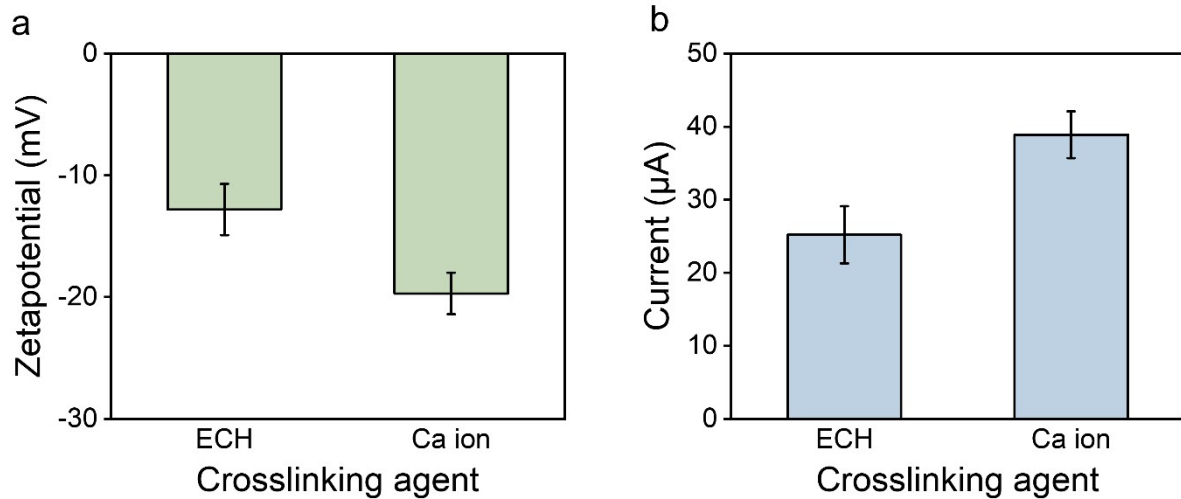 a
0
-10
-20
-30
Zetapotential (mV)
ECH
Ca ion
Crosslinking agent
b
50
40
30
20
10
0
Current (µA)
ECH
Ca ion
Crosslinking agent